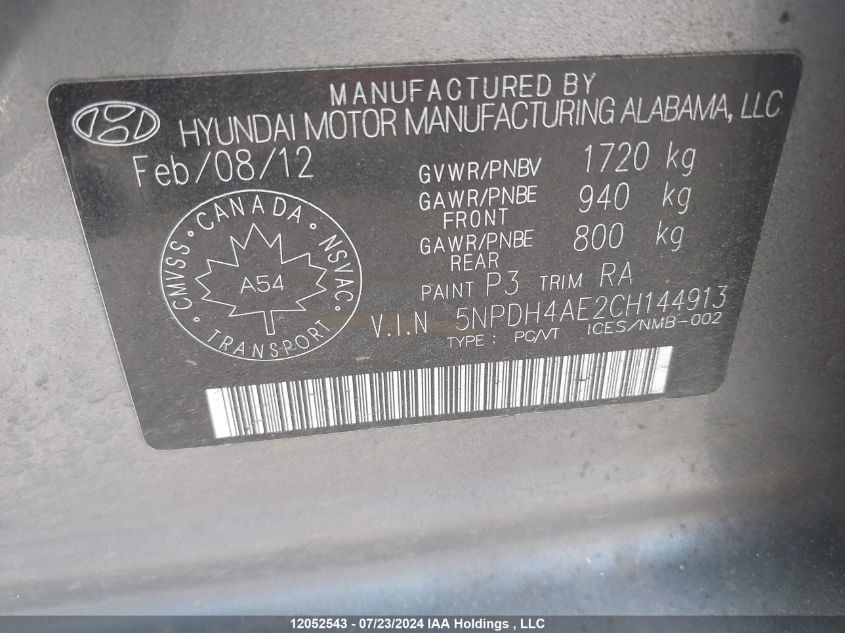 MANUFACTURED BY
HYUNDAI MOTOR MANUFACTURING ALABAMA, LLC
Feb/08/12
GVWR/PNBV 1720 kg
GAWR/PNBE FRONT 940 kg
GAWR/PNBE REAR 800 kg
PAINT P3 TRIM RA
V.I.N 5NPDH4AE2CH144913
TYPE : PC/VT ICES/NMB-002
CANADA
CMVSS NSVAC
A54
TRANSPORT
12052543 - 07/23/2024 IAA Holdings , LLC